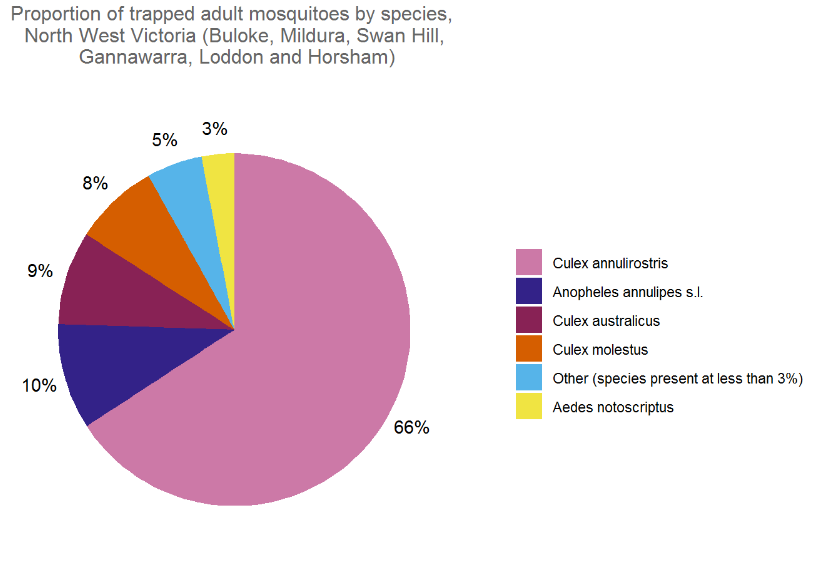 Proportion of trapped adult mosquitoes by species,
North West Victoria (Buloke, Mildura, Swan Hill,
Gannawarra, Loddon and Horsham)
3%
5%
8%
9%
10%
66%
Culex annulirostris
Anopheles annulipes s.l.
Culex australicus
Culex molestus
Other (species present at less than 3%)
Aedes notoscriptus